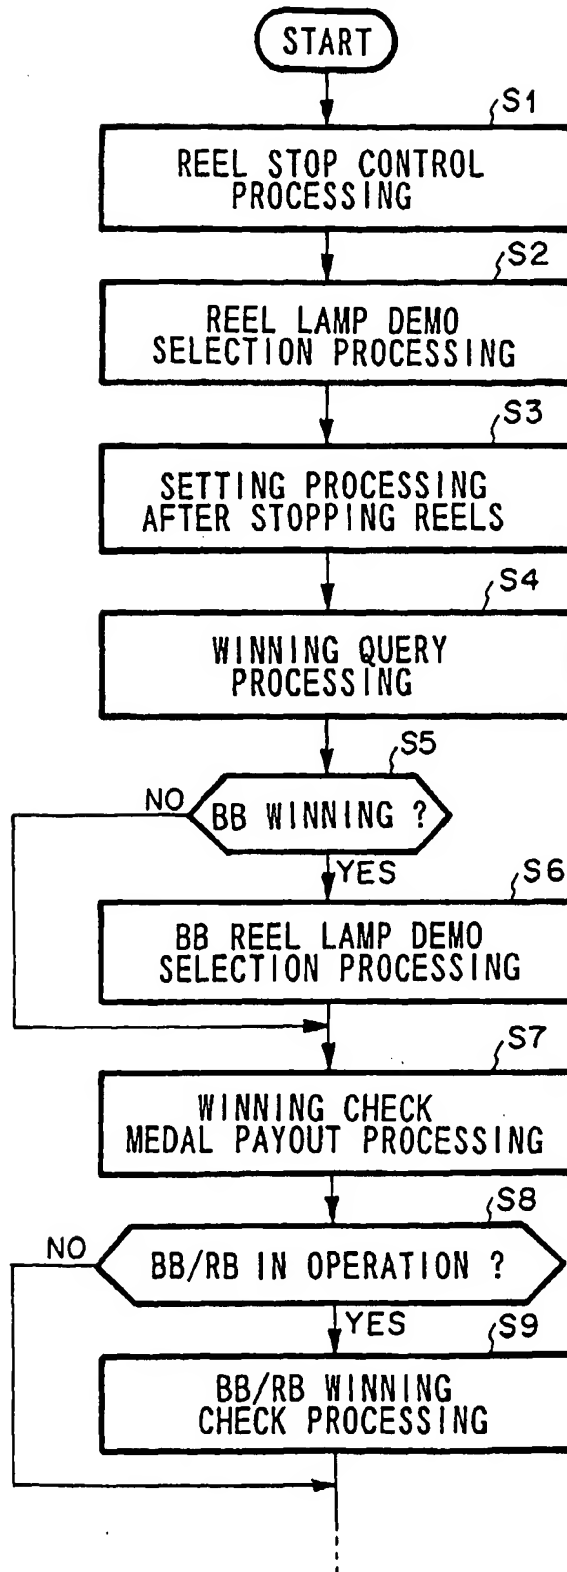 START
S1
REEL STOP CONTROL
PROCESSING
S2
REEL LAMP DEMO
SELECTION PROCESSING
S3
SETTING PROCESSING
AFTER STOPPING REELS
S4
WINNING QUERY
PROCESSING
S5
NO
BB WINNING ?
YES
S6
BB REEL LAMP DEMO
SELECTION PROCESSING
S7
WINNING CHECK
MEDAL PAYOUT PROCESSING
S8
NO
BB/RB IN OPERATION ?
YES
S9
BB/RB WINNING
CHECK PROCESSING